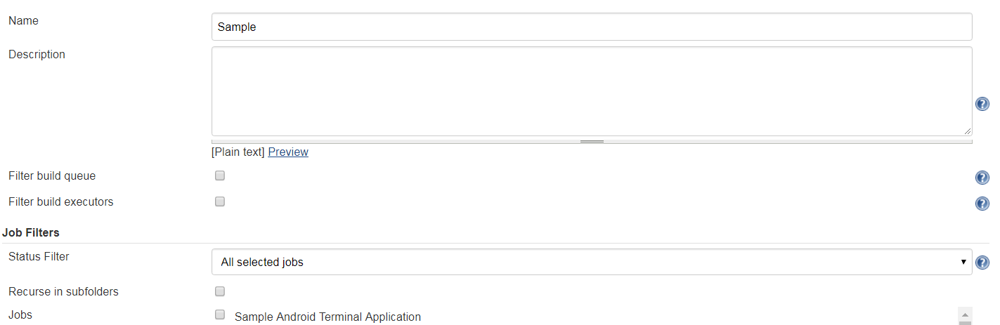 Name
Sample
Description
[Plain text] Preview
Filter build queue
Filter build executors
Job Filters
Status Filter
All selected jobs
Recurse in subfolders
Jobs
Sample Android Terminal Application